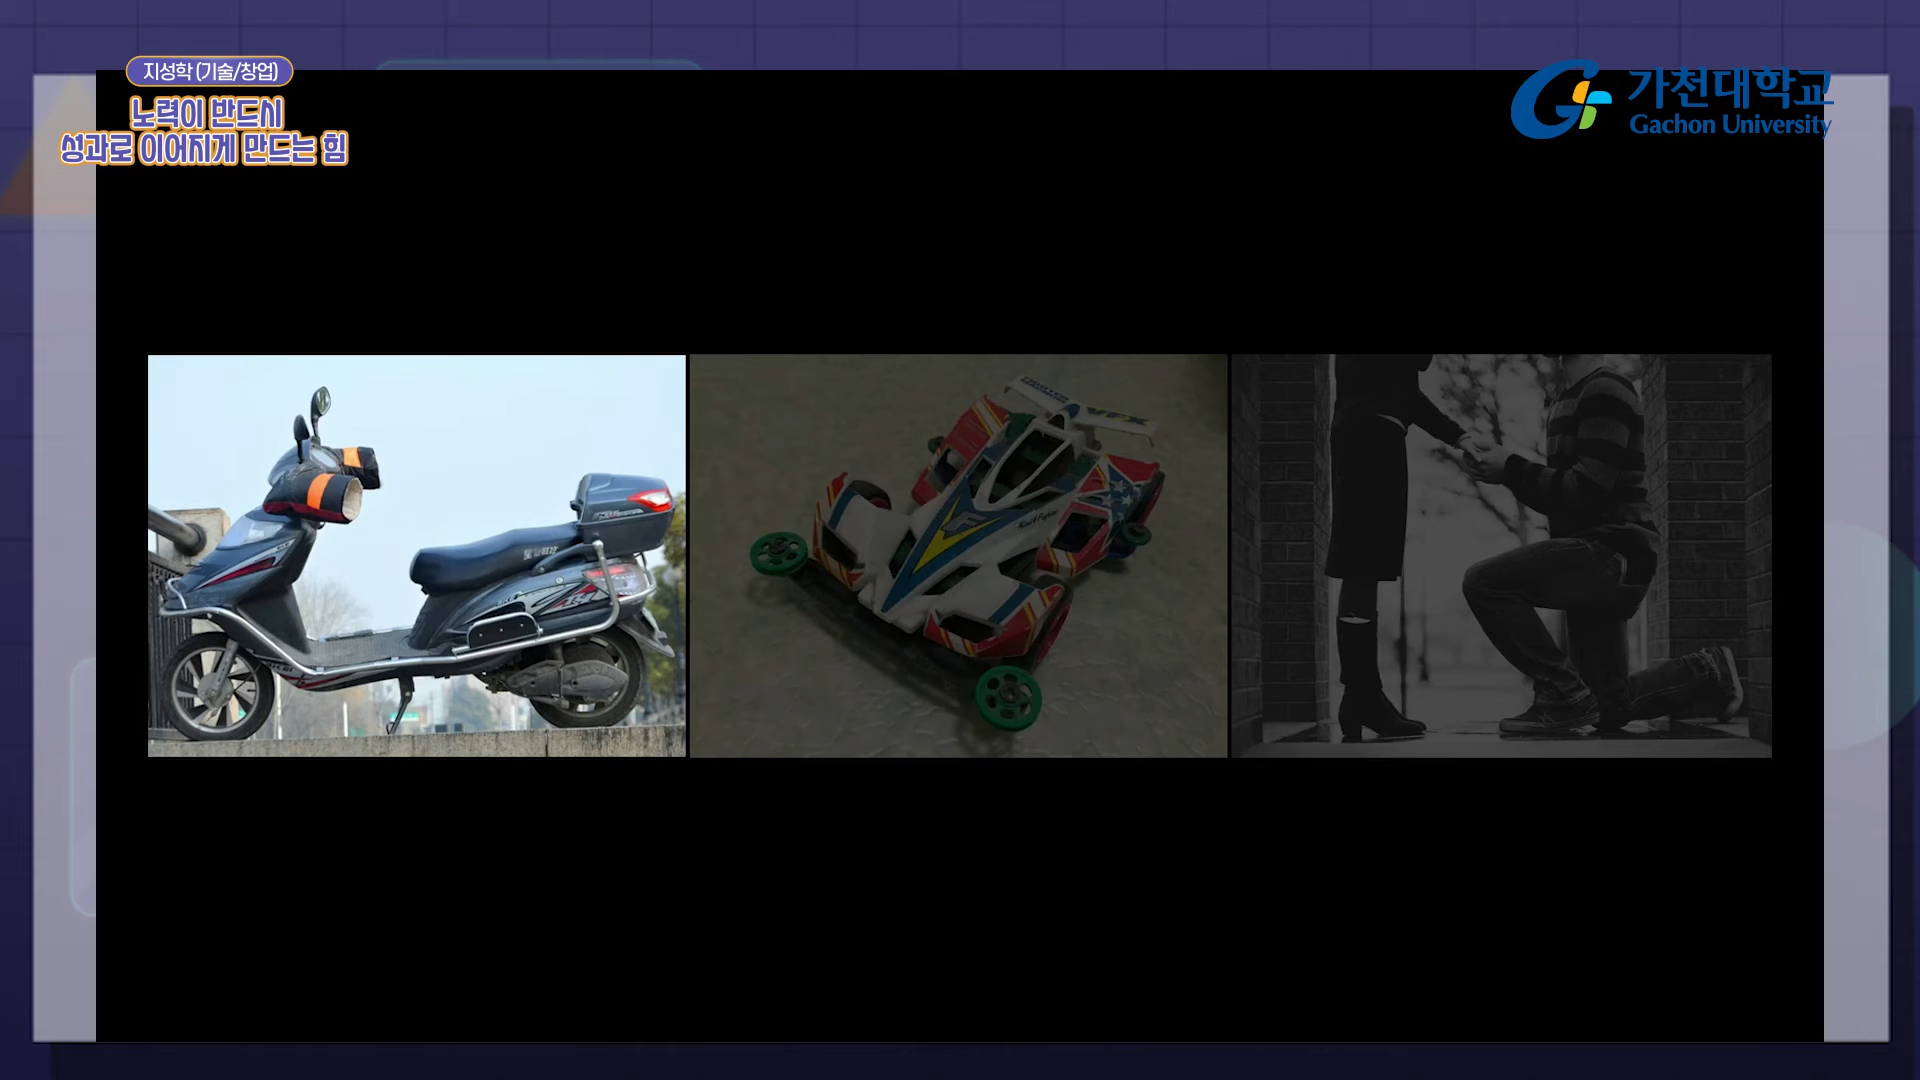 지성학 (기술/창업)
노력이 반드시
성과로 이어지게 만드는 힘
가천대학교
Gachon University
VFX